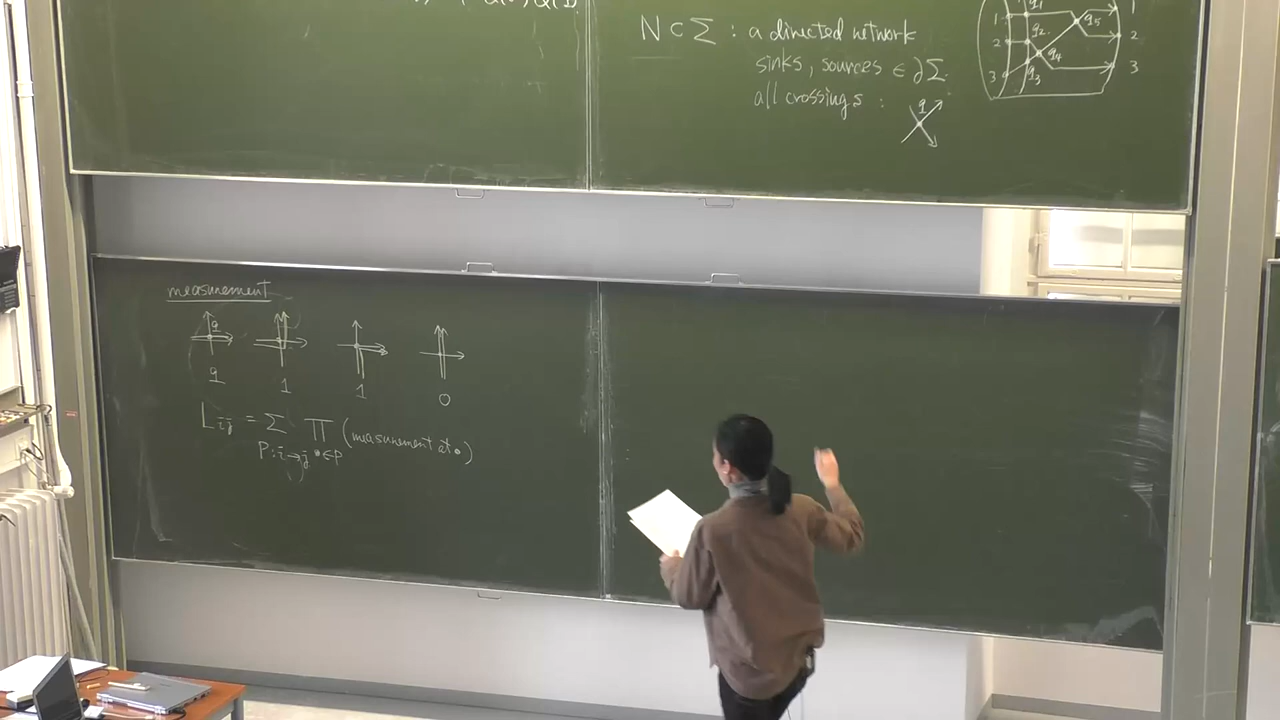 N ⊂ Σ : a directed network
sinks, sources ∈ ∂Σ
all crossings :
q
1
2
3
q1
q2
q3
q4
q5
1
2
3
measurement
q
q
1
1
0
L_ij = Σ ∏ (measurement at •)
P: i → j • ∈ P